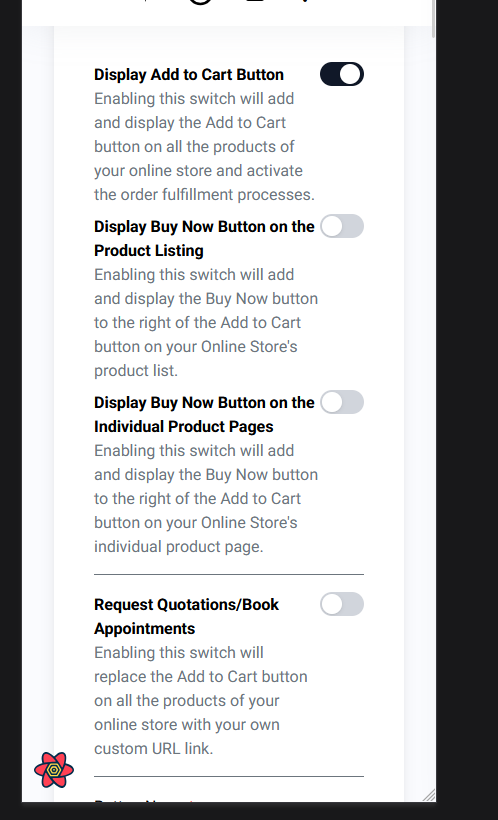 Display Add to Cart Button
Enabling this switch will add
and display the Add to Cart
button on all the products of
your online store and activate
the order fulfillment processes.
Display Buy Now Button on the
Product Listing
Enabling this switch will add
and display the Buy Now button
to the right of the Add to Cart
button on your Online Store's
product list.
Display Buy Now Button on the
Individual Product Pages
Enabling this switch will add
and display the Buy Now button
to the right of the Add to Cart
button on your Online Store's
individual product page.
Request Quotations/Book
Appointments
Enabling this switch will
replace the Add to Cart button
on all the products of your
online store with your own
custom URL link.